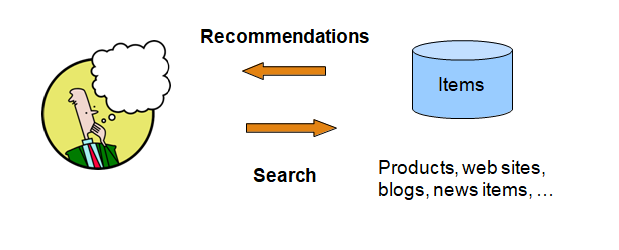 Recommendations
Items
Search
Products, web sites,
blogs, news items, …